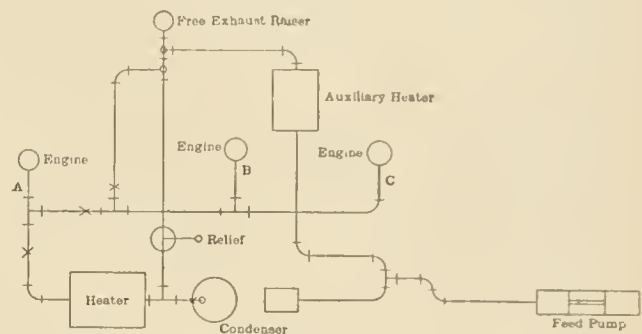 Free Exhaust Raiser
Auxiliary Heater
Engine
Engine
Engine
A
B
C
Relief
Heater
Condenser
Feed Pump